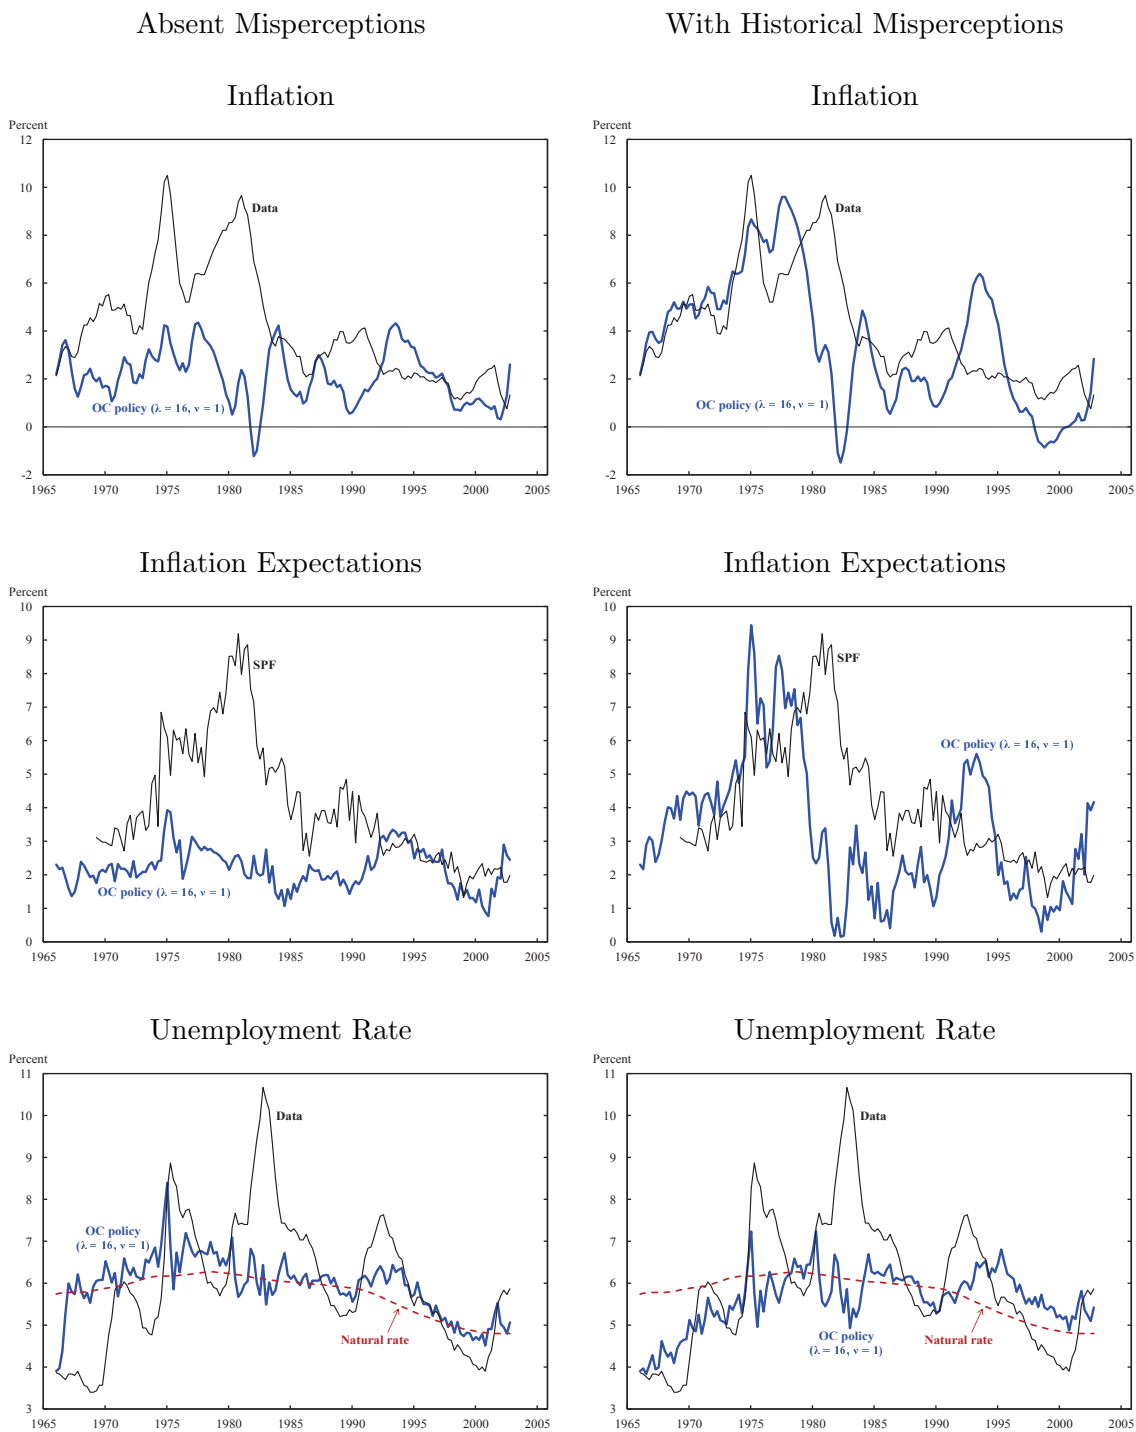 Absent Misperceptions
With Historical Misperceptions
Inflation
Percent
12
10
8
6
4
2
0
-2
Data
OC policy (λ = 16, ν = 1)
1965 1970 1975 1980 1985 1990 1995 2000 2005
Inflation
Percent
12
10
8
6
4
2
0
-2
Data
OC policy (λ = 16, ν = 1)
1965 1970 1975 1980 1985 1990 1995 2000 2005
Inflation Expectations
Percent
10
9
8
7
6
5
4
3
2
1
0
SPF
OC policy (λ = 16, ν = 1)
1965 1970 1975 1980 1985 1990 1995 2000 2005
Inflation Expectations
Percent
10
9
8
7
6
5
4
3
2
1
0
SPF
OC policy (λ = 16, ν = 1)
1965 1970 1975 1980 1985 1990 1995 2000 2005
Unemployment Rate
Percent
11
10
9
8
7
6
5
4
3
Data
OC policy
(λ = 16, ν = 1)
Natural rate
1965 1970 1975 1980 1985 1990 1995 2000 2005
Unemployment Rate
Percent
11
10
9
8
7
6
5
4
3
Data
OC policy
(λ = 16, ν = 1)
Natural rate
1965 1970 1975 1980 1985 1990 1995 2000 2005